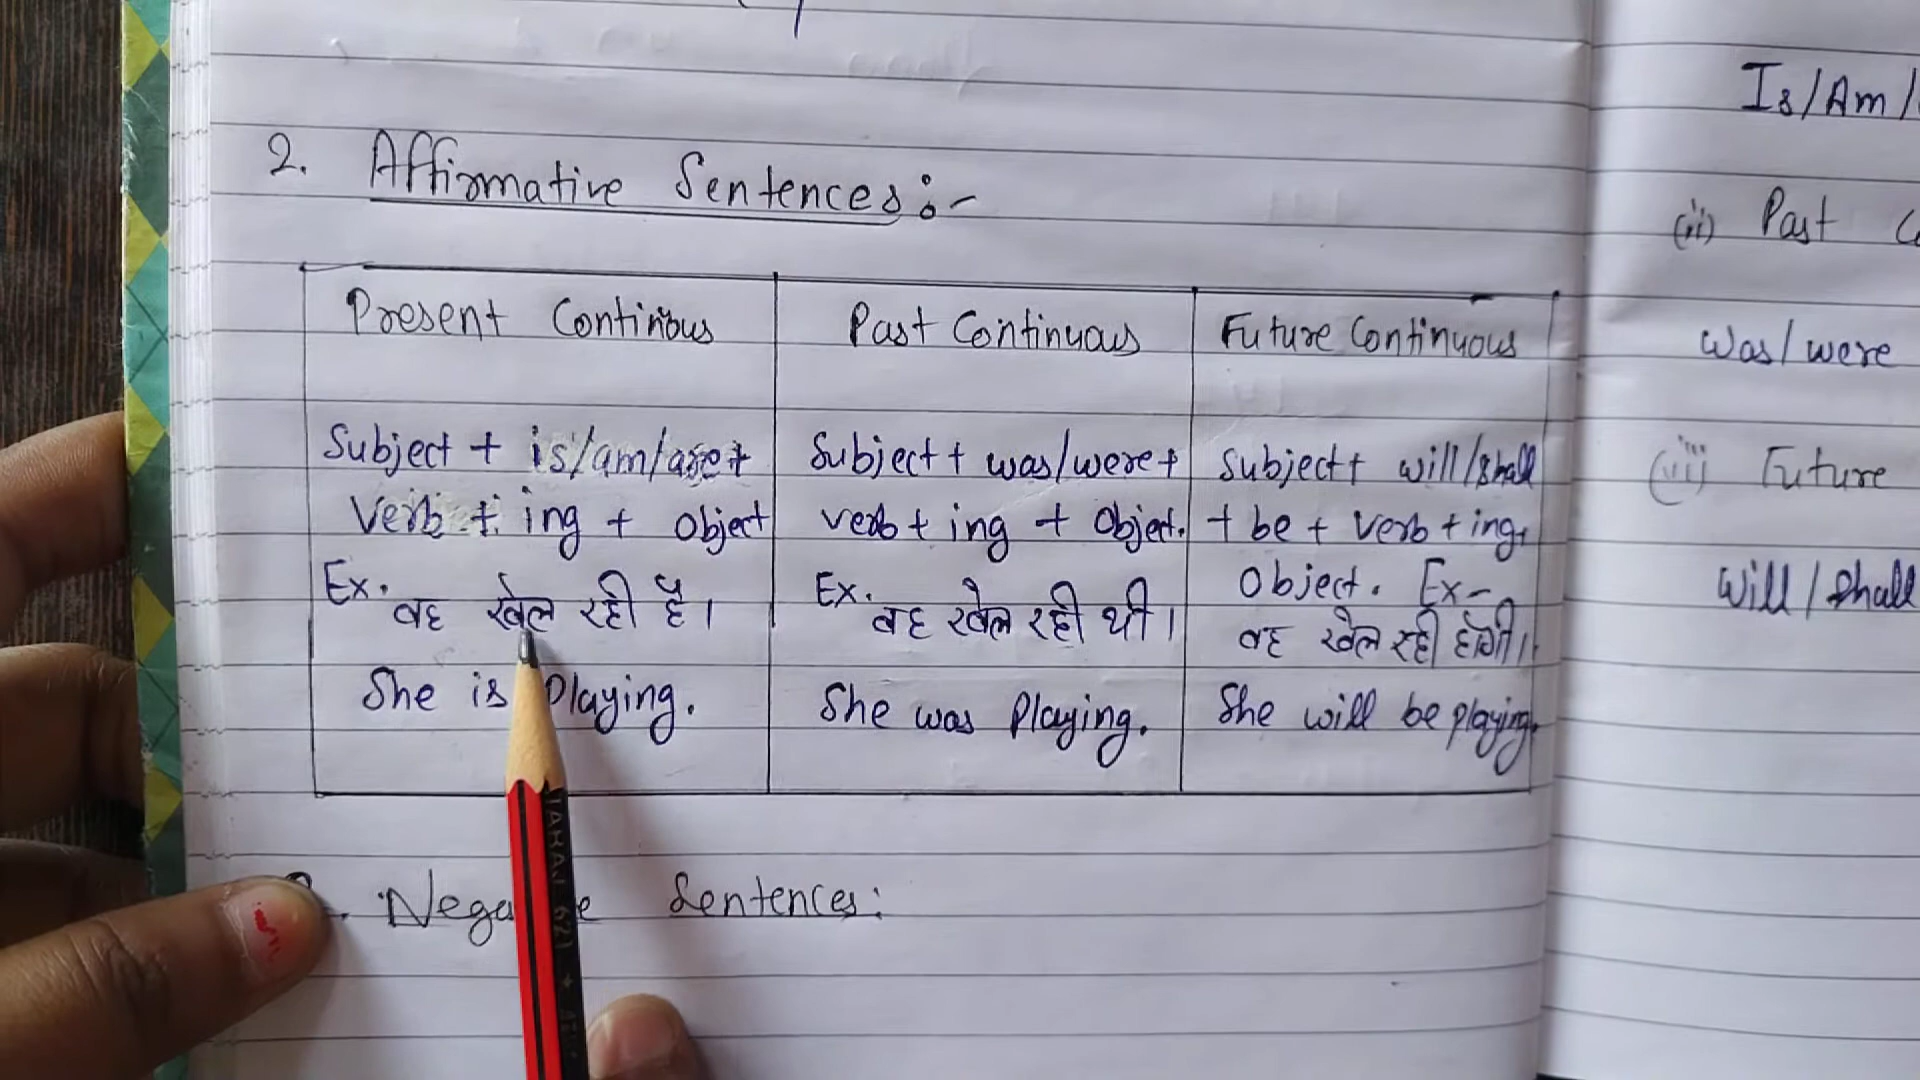 2. Affirmative Sentences :-
Present Continuous
Subject + is/am/are +
Verb + ing + object
Ex. वह खेल रही है।
She is Playing.
Past Continuous
Subject + was/were +
verb + ing + Object.
Ex. वह खेल रही थी।
She was Playing.
Future Continuous
Subject + will/shall
+ be + verb + ing +
Object. Ex-
वह खेल रही होगी।
She will be playing.
Sentences:
Is/Am/
(ii) Past
Was/were
(iii) Future
Will/Shall